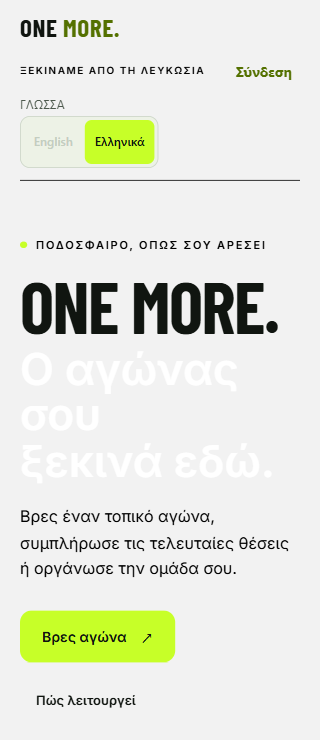 ONE MORE.
ΞΕΚΙΝΑΜΕ ΑΠΟ ΤΗ ΛΕΥΚΩΣΙΑ
Σύνδεση
ΓΛΩΣΣΑ
English
Ελληνικά
ΠΟΔΟΣΦΑΙΡΟ, ΟΠΩΣ ΣΟΥ ΑΡΕΣΕΙ
ONE MORE.
Ο αγώνας
σου
ξεκινά εδώ.
Βρες έναν τοπικό αγώνα,
συμπλήρωσε τις τελευταίες θέσεις
ή οργάνωσε την ομάδα σου.
Βρες αγώνα ↗
Πώς λειτουργεί